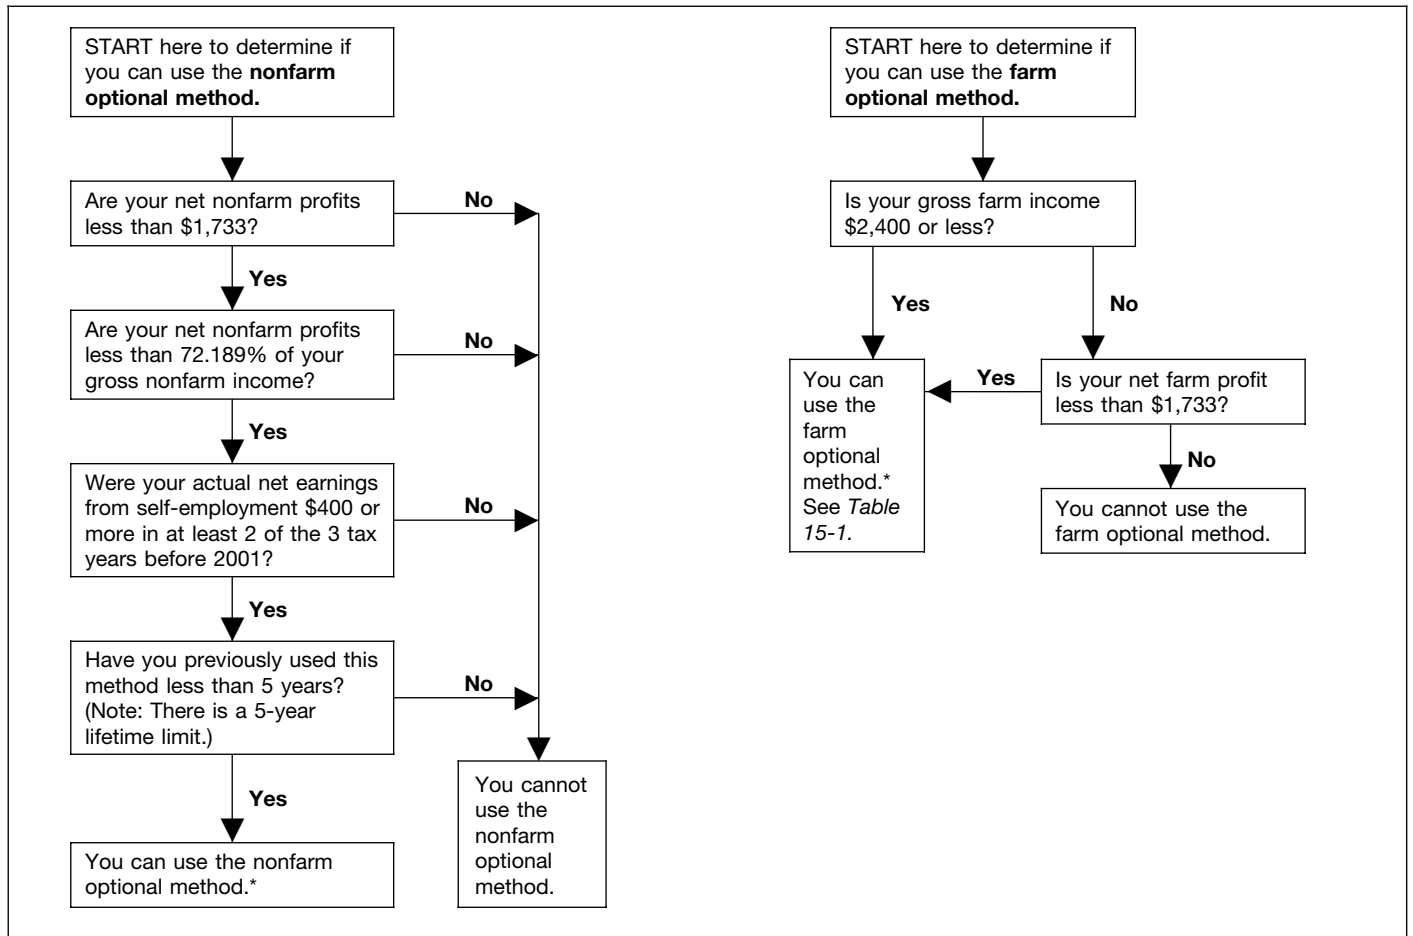 START here to determine if
you can use the nonfarm
optional method.
Are your net nonfarm profits
less than $1,733?
No
Yes
Are your net nonfarm profits
less than 72.189% of your
gross nonfarm income?
No
Yes
Were your actual net earnings
from self-employment $400 or
more in at least 2 of the 3 tax
years before 2001?
No
Yes
Have you previously used this
method less than 5 years?
(Note: There is a 5-year
lifetime limit.)
No
Yes
You can use the nonfarm
optional method.*
You cannot
use the
nonfarm
optional
method.
START here to determine if
you can use the farm
optional method.
Is your gross farm income
$2,400 or less?
Yes
No
You can
use the
farm
optional
method.*
See Table
15-1.
Yes
Is your net farm profit
less than $1,733?
No
You cannot use the
farm optional method.